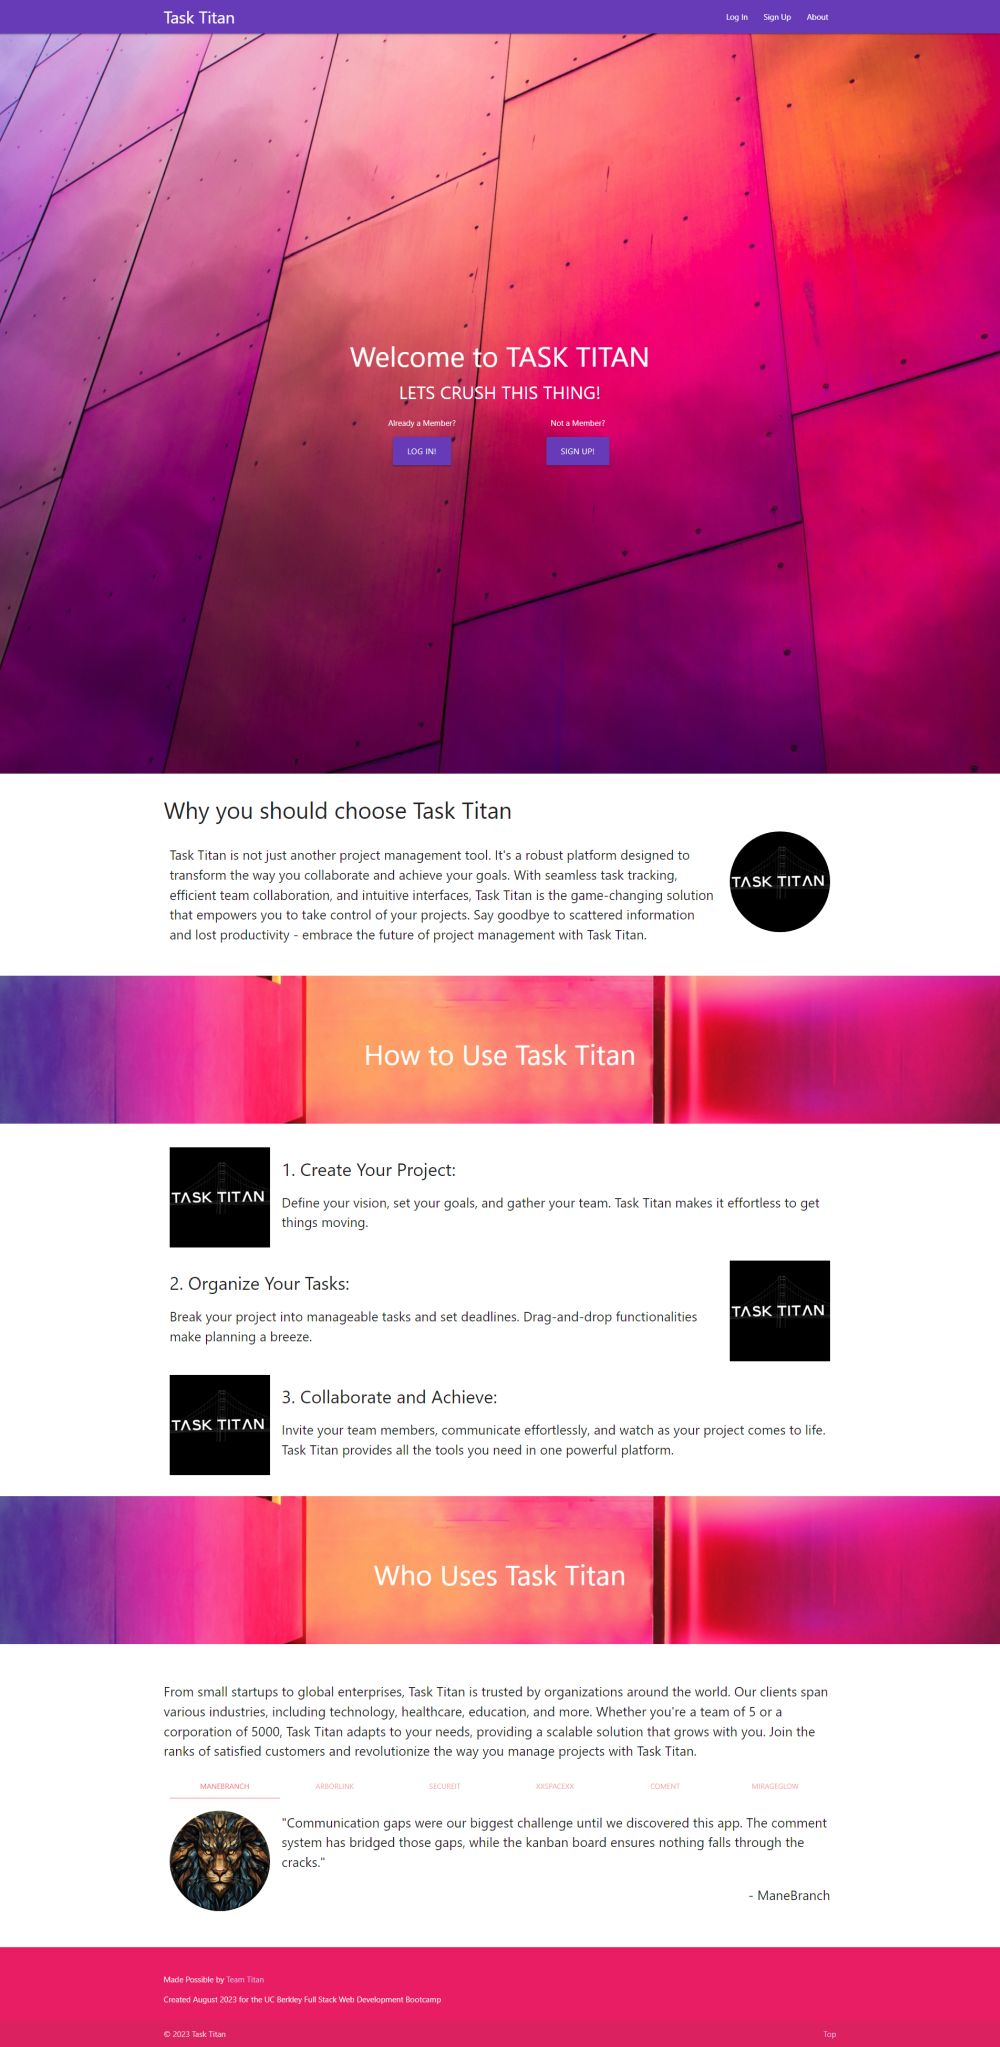 Task Titan
Log In Sign Up About
Welcome to TASK TITAN
LETS CRUSH THIS THING!
Already a Member? Not a Member?
LOG IN! SIGN UP!
Why you should choose Task Titan
Task Titan is not just another project management tool. It's a robust platform designed to
transform the way you collaborate and achieve your goals. With seamless task tracking,
efficient team collaboration, and intuitive interfaces, Task Titan is the game-changing solution
that empowers you to take control of your projects. Say goodbye to scattered information
and lost productivity - embrace the future of project management with Task Titan.
TASK TITAN
How to Use Task Titan
TASK TITAN
1. Create Your Project:
Define your vision, set your goals, and gather your team. Task Titan makes it effortless to get
things moving.
2. Organize Your Tasks:
Break your project into manageable tasks and set deadlines. Drag-and-drop functionalities
make planning a breeze.
TASK TITAN
TASK TITAN
3. Collaborate and Achieve:
Invite your team members, communicate effortlessly, and watch as your project comes to life.
Task Titan provides all the tools you need in one powerful platform.
Who Uses Task Titan
From small startups to global enterprises, Task Titan is trusted by organizations around the world. Our clients span
various industries, including technology, healthcare, education, and more. Whether you're a team of 5 or a
corporation of 5000, Task Titan adapts to your needs, providing a scalable solution that grows with you. Join the
ranks of satisfied customers and revolutionize the way you manage projects with Task Titan.
MANEBRANCH ARBORLINK SECUREIT XXSPACEXX COMENT MIRAGEGLOW
"Communication gaps were our biggest challenge until we discovered this app. The comment
system has bridged those gaps, while the kanban board ensures nothing falls through the
cracks."
- ManeBranch
Made Possible by Team Titan
Created August 2023 for the UC Berkley Full Stack Web Development Bootcamp
© 2023 Task Titan
Top